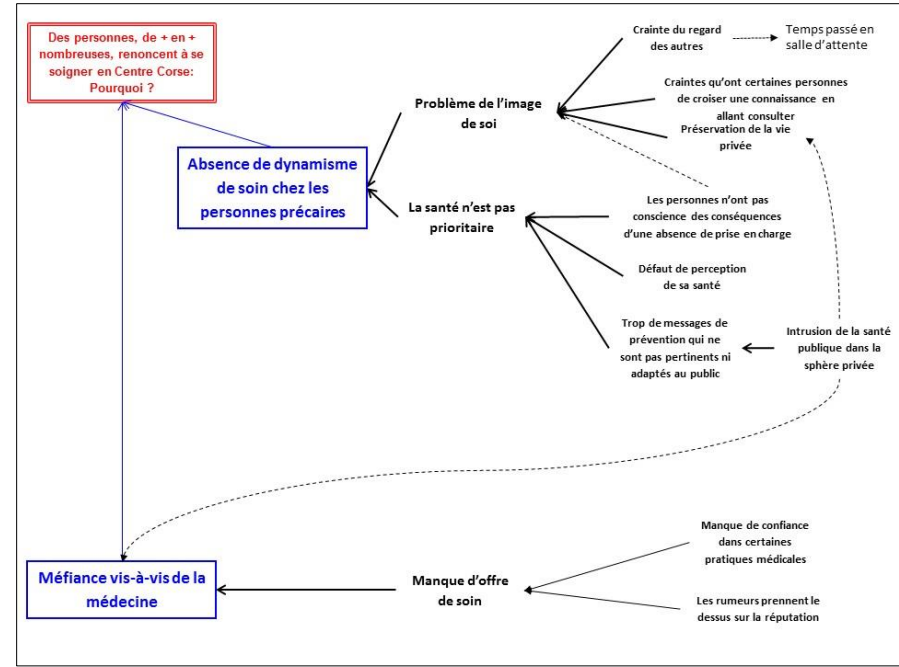 Des personnes, de + en +
nombreuses, renoncent à se
soigner en Centre Corse:
Pourquoi ?
Crainte du regard
des autres
Temps passé en
salle d'attente
Problème de l'image
de soi
Craintes qu'ont certaines personnes
de croiser une connaissance en
allant consulter
Préservation de la vie
privée
Absence de dynamisme
de soin chez les
personnes précaires
La santé n'est pas
prioritaire
Les personnes n'ont pas
conscience des conséquences
d'une absence de prise en charge
Défaut de perception
de sa santé
Trop de messages de
prévention qui ne
sont pas pertinents ni
adaptés au public
Intrusion de la santé
publique dans la
sphère privée
Manque de confiance
dans certaines
pratiques médicales
Méfiance vis-à-vis de la
médecine
Manque d'offre
de soin
Les rumeurs prennent le
dessus sur la réputation